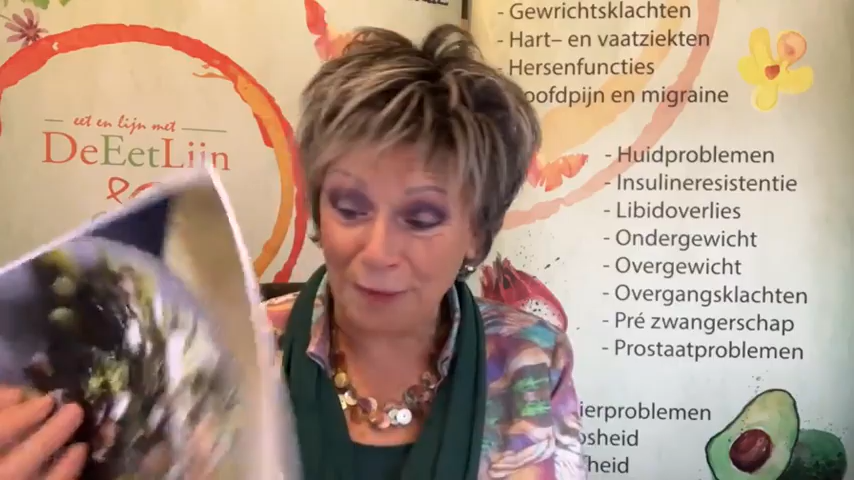 eet en lijn met
DeEetLijn
&
- Gewrichtsklachten
- Hart– en vaatziekten
- Hersenfuncties
oofdpijn en migraine
- Huidproblemen
- Insulineresistentie
- Libidoverlies
- Ondergewicht
- Overgewicht
- Overgangsklachten
- Pré zwangerschap
- Prostaatproblemen
ierproblemen
osheid
heid